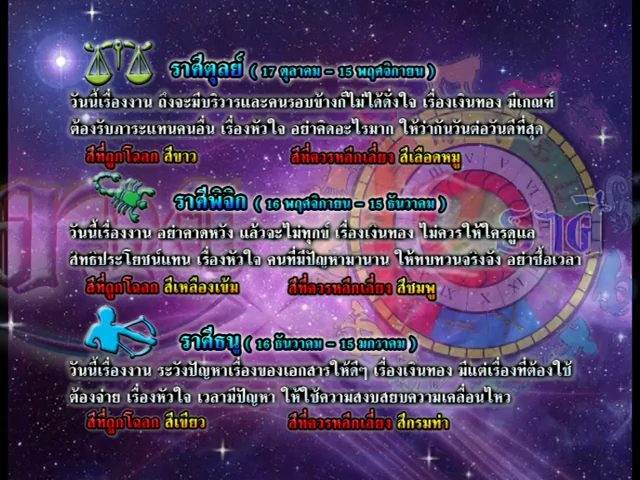 ราศีตุลย์ ( 17 ตุลาคม - 15 พฤศจิกายน )
วันนี้เรื่องงาน ถึงจะมีบริวารและคนรอบข้างก็ไม่ได้ดั่งใจ เรื่องเงินทอง มีเกณฑ์
ต้องรับภาระแทนคนอื่น เรื่องหัวใจ อย่าคิดอะไรมาก ให้ว่ากันวันต่อวันดีที่สุด
สีที่ถูกโฉลก สีขาว สีที่ควรหลีกเลี่ยง สีเลือดหมู
ราศีพิจิก ( 16 พฤศจิกายน - 15 ธันวาคม )
วันนี้เรื่องงาน อย่าคาดหวัง แล้วจะไม่ทุกข์ เรื่องเงินทอง ไม่ควรให้ใครดูแล
สิทธิประโยชน์แทน เรื่องหัวใจ คนที่มีปัญหามานาน ให้ทบทวนจริงจัง อย่าซื้อเวลา
สีที่ถูกโฉลก สีเหลืองเข้ม สีที่ควรหลีกเลี่ยง สีชมพู
ราศีธนู ( 16 ธันวาคม - 15 มกราคม )
วันนี้เรื่องงาน ระวังปัญหาเรื่องของเอกสารให้ดีๆ เรื่องเงินทอง มีแต่เรื่องที่ต้องใช้
ต้องจ่าย เรื่องหัวใจ เวลามีปัญหา ให้ใช้ความสงบสยบความเคลื่อนไหว
สีที่ถูกโฉลก สีเขียว สีที่ควรหลีกเลี่ยง สีกรมท่า